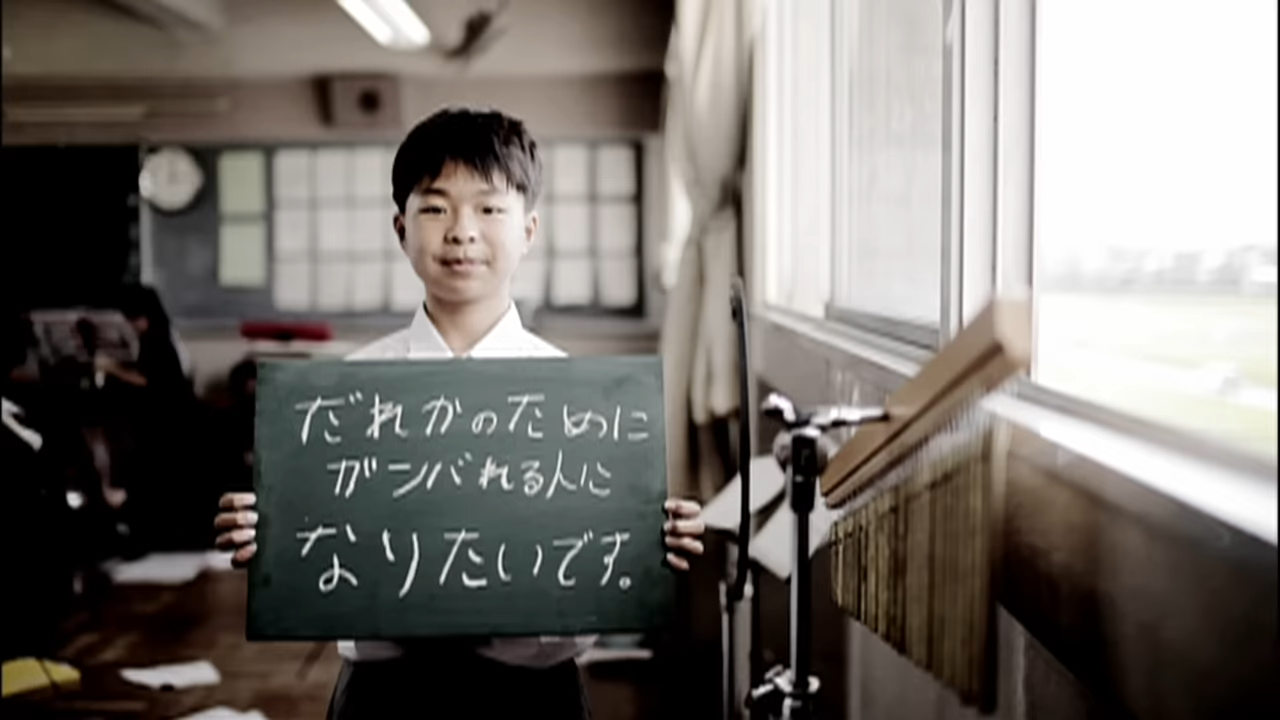 だれかのために
ガンバれる人に
なりたいです。